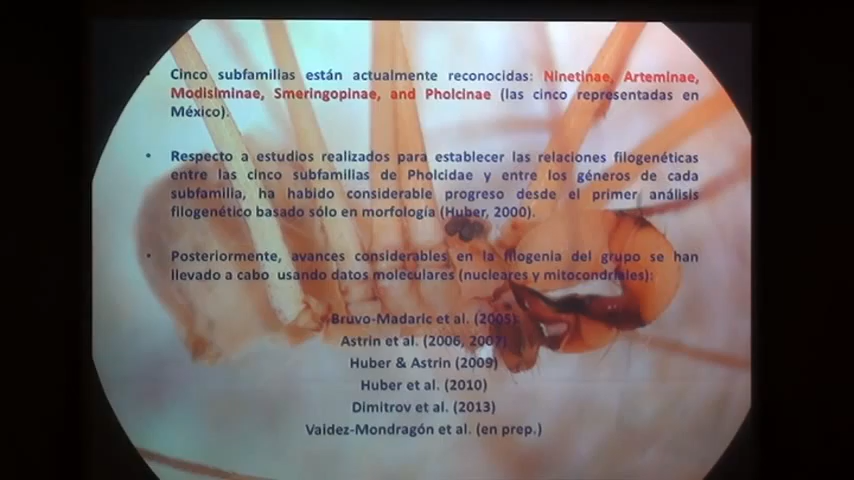 • Cinco subfamilias están actualmente reconocidas: Ninetinae, Arteminae,
Modisiminae, Smeringopinae, and Pholcinae (las cinco representadas en
México).
• Respecto a estudios realizados para establecer las relaciones filogenéticas
entre las cinco subfamilias de Pholcidae y entre los géneros de cada
subfamilia, ha habido considerable progreso desde el primer análisis
filogenético basado sólo en morfología (Huber, 2000).
• Posteriormente, avances considerables en la filogenia del grupo se han
llevado a cabo usando datos moleculares (nucleares y mitocondriales):
Bruvo-Madaric et al. (2005)
Astrin et al. (2006, 2007)
Huber & Astrin (2009)
Huber et al. (2010)
Dimitrov et al. (2013)
Valdez-Mondragón et al. (en prep.)